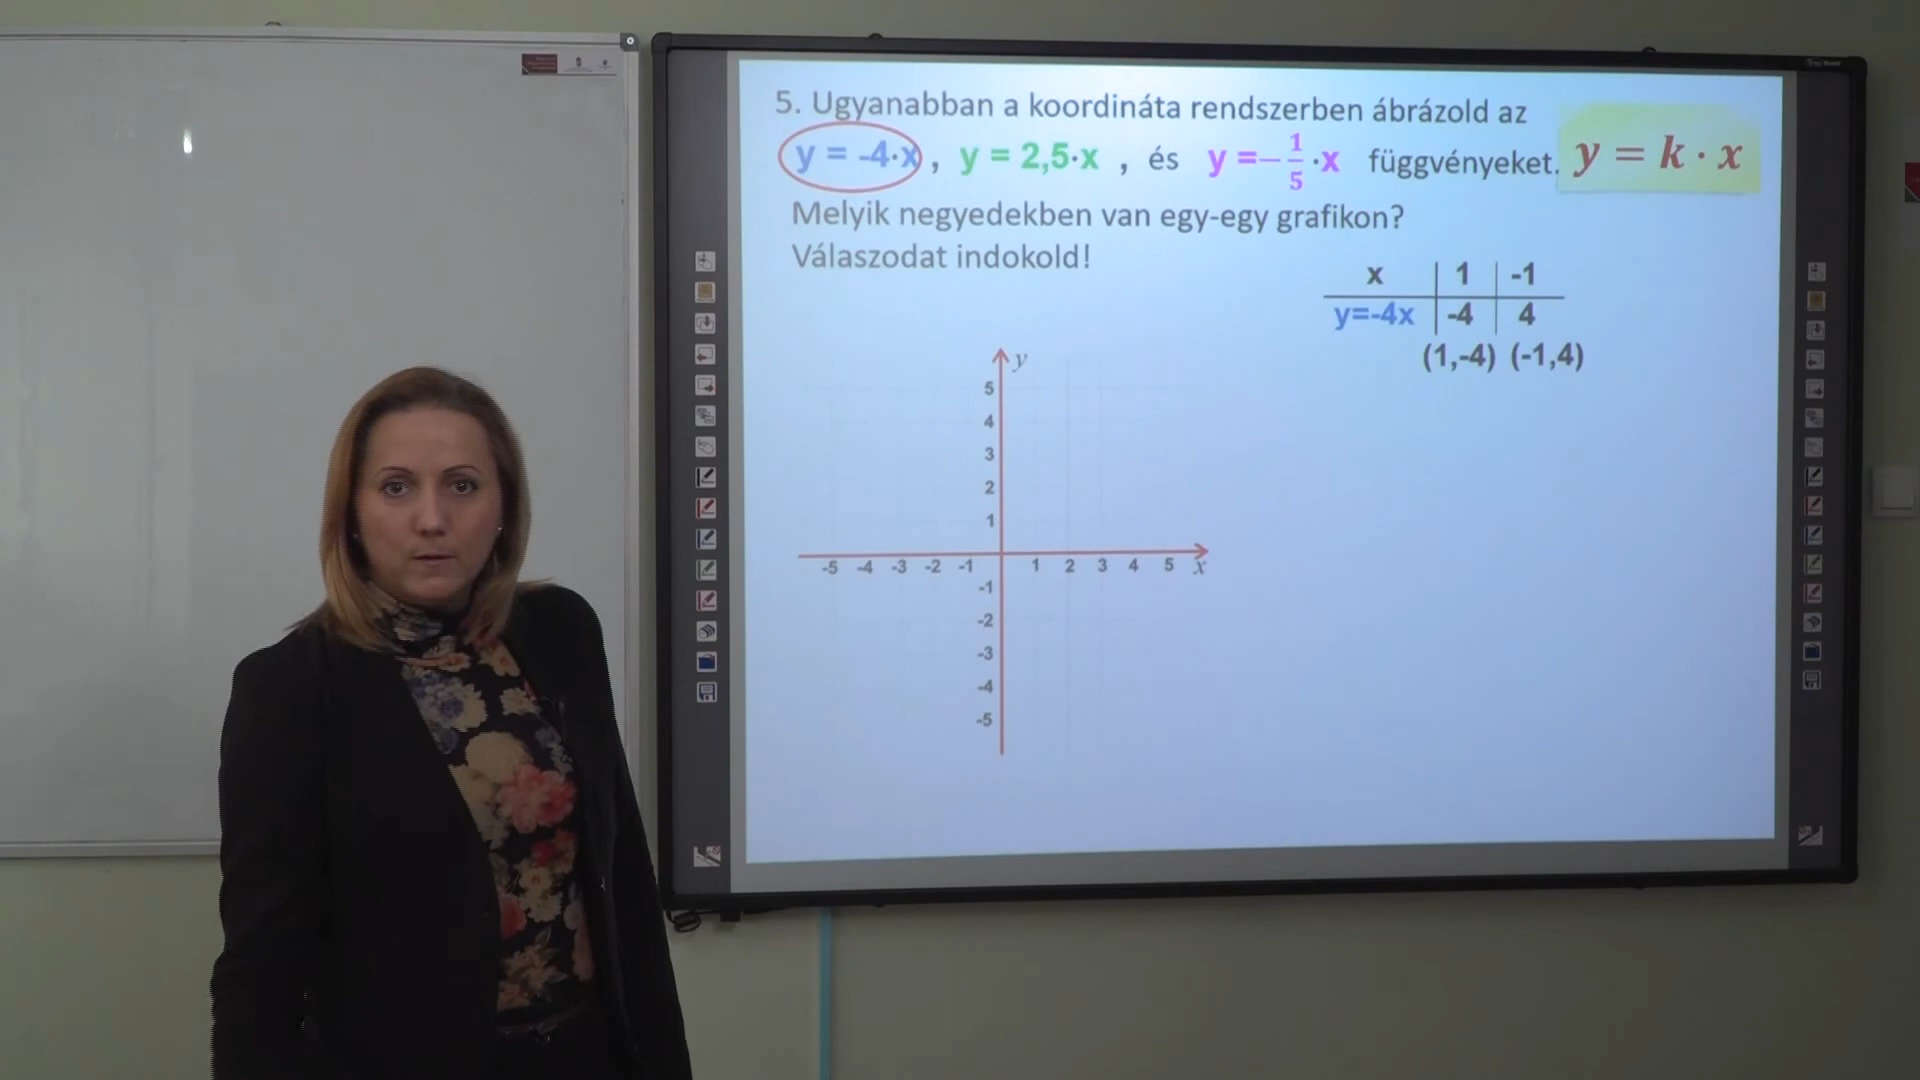 5. Ugyanabban a koordináta rendszerben ábrázold az
y = -4·x , y = 2,5·x , és y =−1/5·x függvényeket.
y = k · x
Melyik negyedekben van egy-egy grafikon?
Válaszodat indokold!
x 1 -1
y=-4x -4 4
(1,-4) (-1,4)
y
5
4
3
2
1
-5 -4 -3 -2 -1 1 2 3 4 5 x
-1
-2
-3
-4
-5